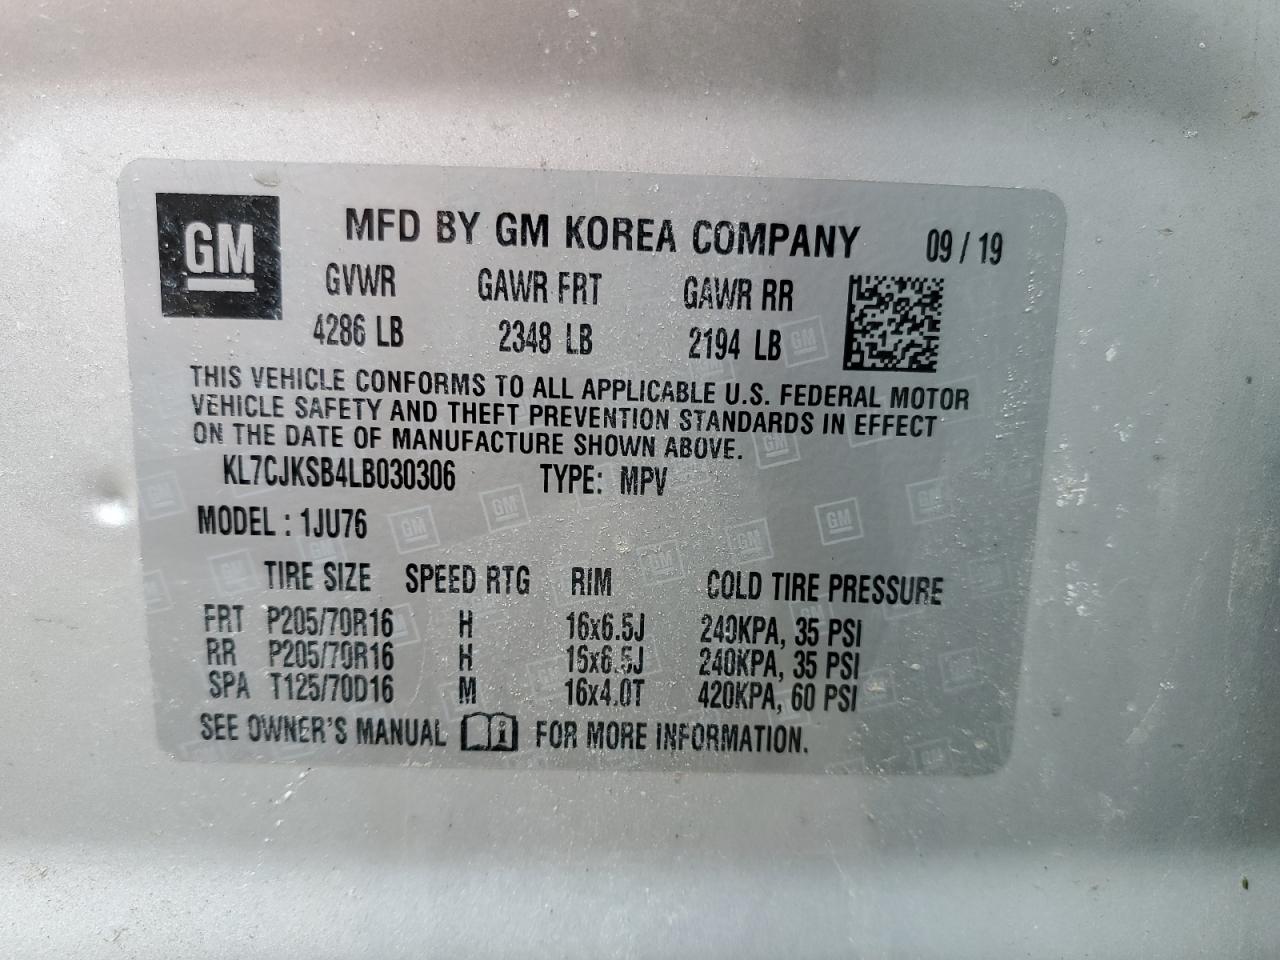 GM
MFD BY GM KOREA COMPANY 09 / 19
GVWR GAWR FRT GAWR RR
4286 LB 2348 LB 2194 LB
THIS VEHICLE CONFORMS TO ALL APPLICABLE U.S. FEDERAL MOTOR
VEHICLE SAFETY AND THEFT PREVENTION STANDARDS IN EFFECT
ON THE DATE OF MANUFACTURE SHOWN ABOVE.
KL7CJKSB4LB030306 TYPE: MPV
MODEL : 1JU76
TIRE SIZE SPEED RTG RIM COLD TIRE PRESSURE
FRT P205/70R16 H 16x6.5J 240KPA, 35 PSI
RR P205/70R16 H 16x6.5J 240KPA, 35 PSI
SPA T125/70D16 M 16x4.0T 420KPA, 60 PSI
SEE OWNER'S MANUAL FOR MORE INFORMATION.